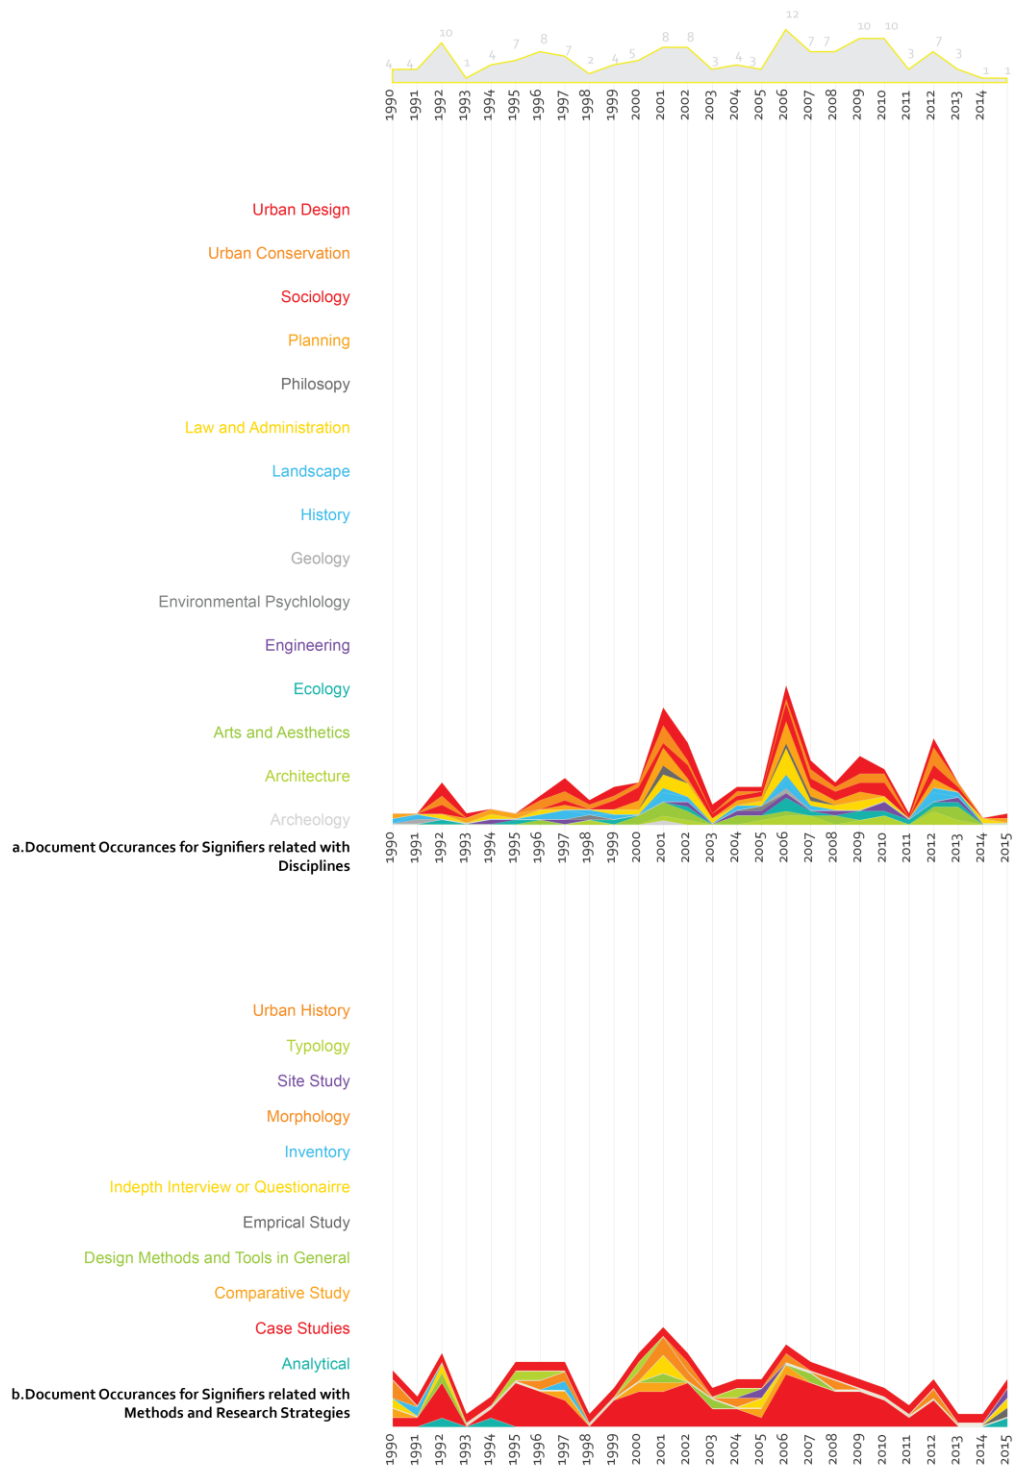 4 4 10 1 4 7 8 7 2 4 5 8 8 3 4 3 12 7 7 10 10 3 7 3 1 1
1990 1991 1992 1993 1994 1995 1996 1997 1998 1999 2000 2001 2002 2003 2004 2005 2006 2007 2008 2009 2010 2011 2012 2013 2014
Urban Design
Urban Conservation
Sociology
Planning
Philosopy
Law and Administration
Landscape
History
Geology
Environmental Psychlology
Engineering
Ecology
Arts and Aesthetics
Architecture
Archeology
a.Document Occurances for Signifiers related with
Disciplines
1990 1991 1992 1993 1994 1995 1996 1997 1998 1999 2000 2001 2002 2003 2004 2005 2006 2007 2008 2009 2010 2011 2012 2013 2014 2015
Urban History
Typology
Site Study
Morphology
Inventory
Indepth Interview or Questionairre
Emprical Study
Design Methods and Tools in General
Comparative Study
Case Studies
Analytical
b.Document Occurances for Signifiers related with
Methods and Research Strategies
1990 1991 1992 1993 1994 1995 1996 1997 1998 1999 2000 2001 2002 2003 2004 2005 2006 2007 2008 2009 2010 2011 2012 2013 2014 2015